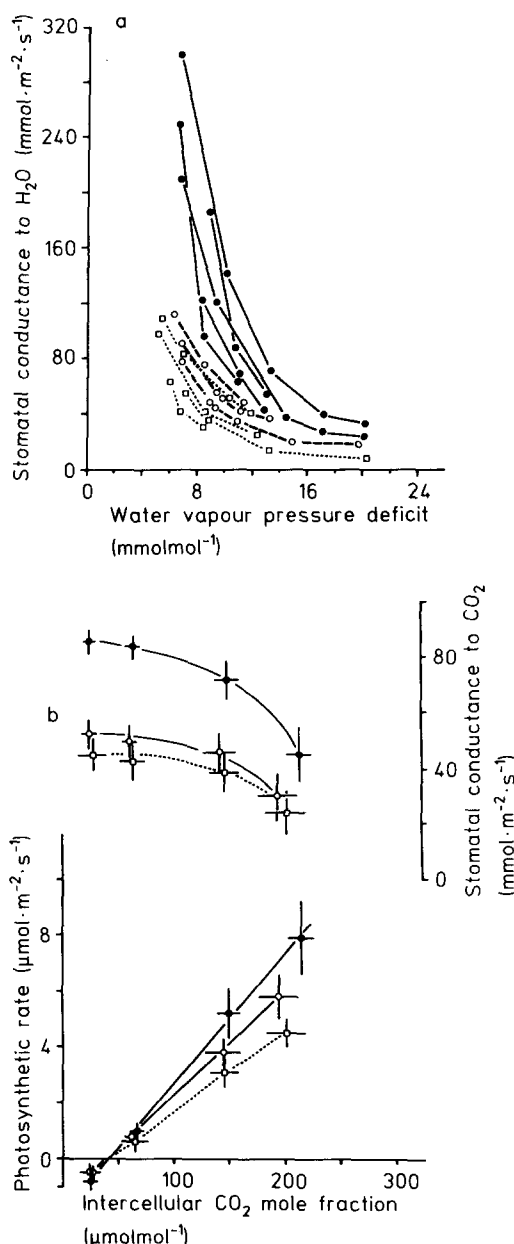 a
Stomatal conductance to H₂O (mmol·m⁻²·s⁻¹)
320
240
160
80
0
0 8 16 24
Water vapour pressure deficit
(mmolmol⁻¹)
b
Stomatal conductance to CO₂
(mmol·m⁻²·s⁻¹)
80
40
0
Photosynthetic rate (μmol·m⁻²·s⁻¹)
8
4
0
100 200 300
Intercellular CO₂ mole fraction
(μmolmol⁻¹)